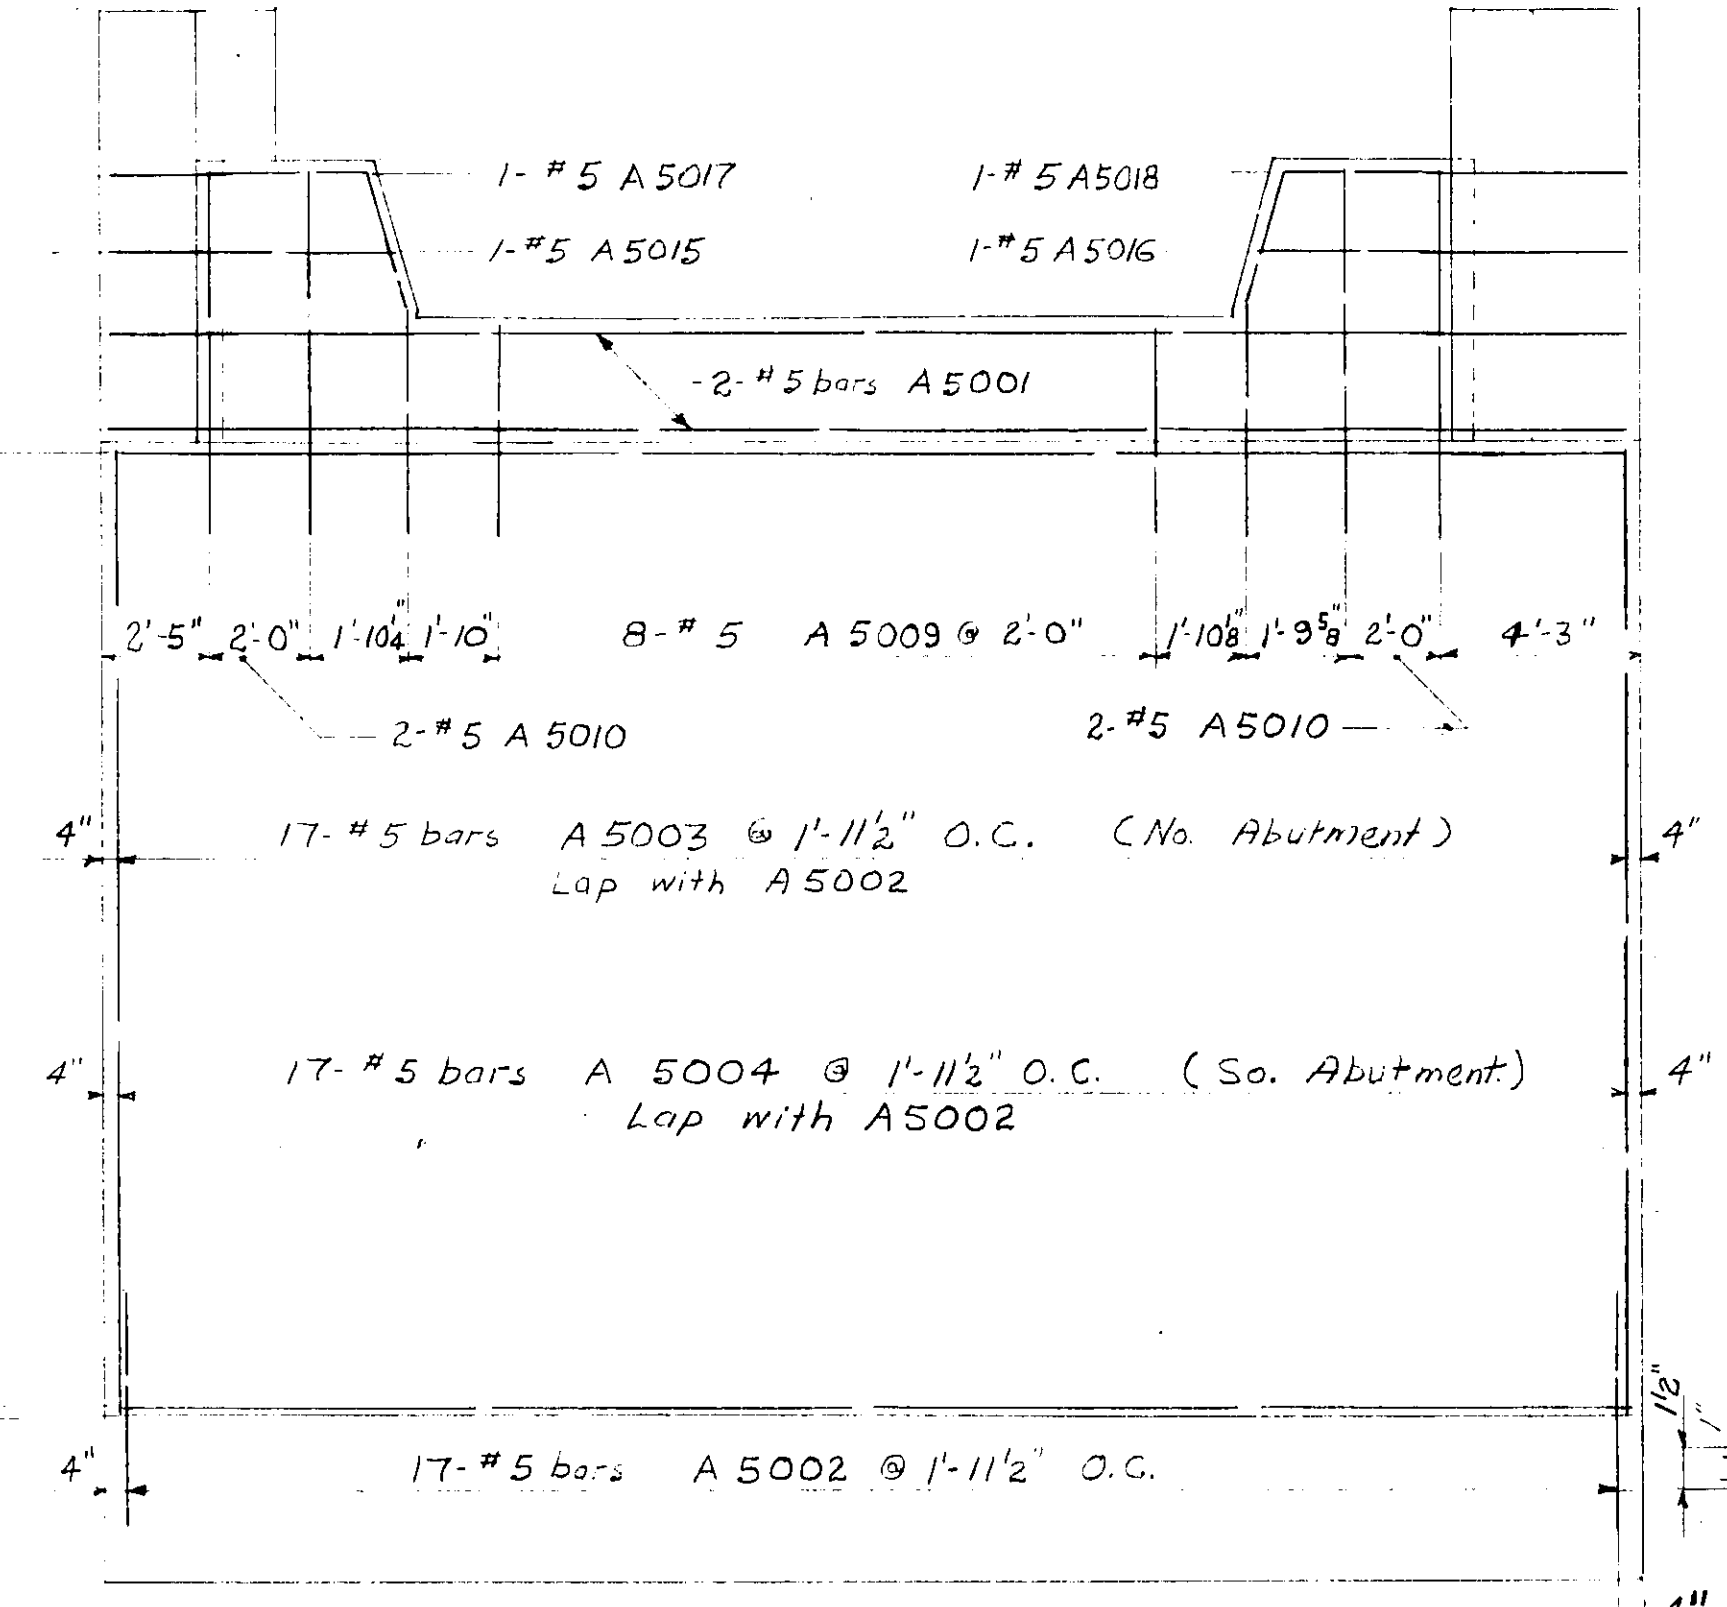 1-#5 A5017
1-#5 A5018
1-#5 A5015
1-#5 A5016
2-#5 bars A5001
2'-5" 2'-0" 1'-10¼" 1'-10" 8-#5 A5009 @ 2'-0" 1'-10⅛" 1'-9⅝" 2'-0" 4'-3"
2-#5 A5010
2-#5 A5010
4" 17-#5 bars A5003 @ 1'-11½" O.C. (No. Abutment) 4"
Lap with A5002
4" 17-#5 bars A 5004 @ 1'-11½" O.C. (So. Abutment.) 4"
Lap with A5002
1½"
1"
4" 17-#5 bars A 5002 @ 1'-11½" O.C.
4"